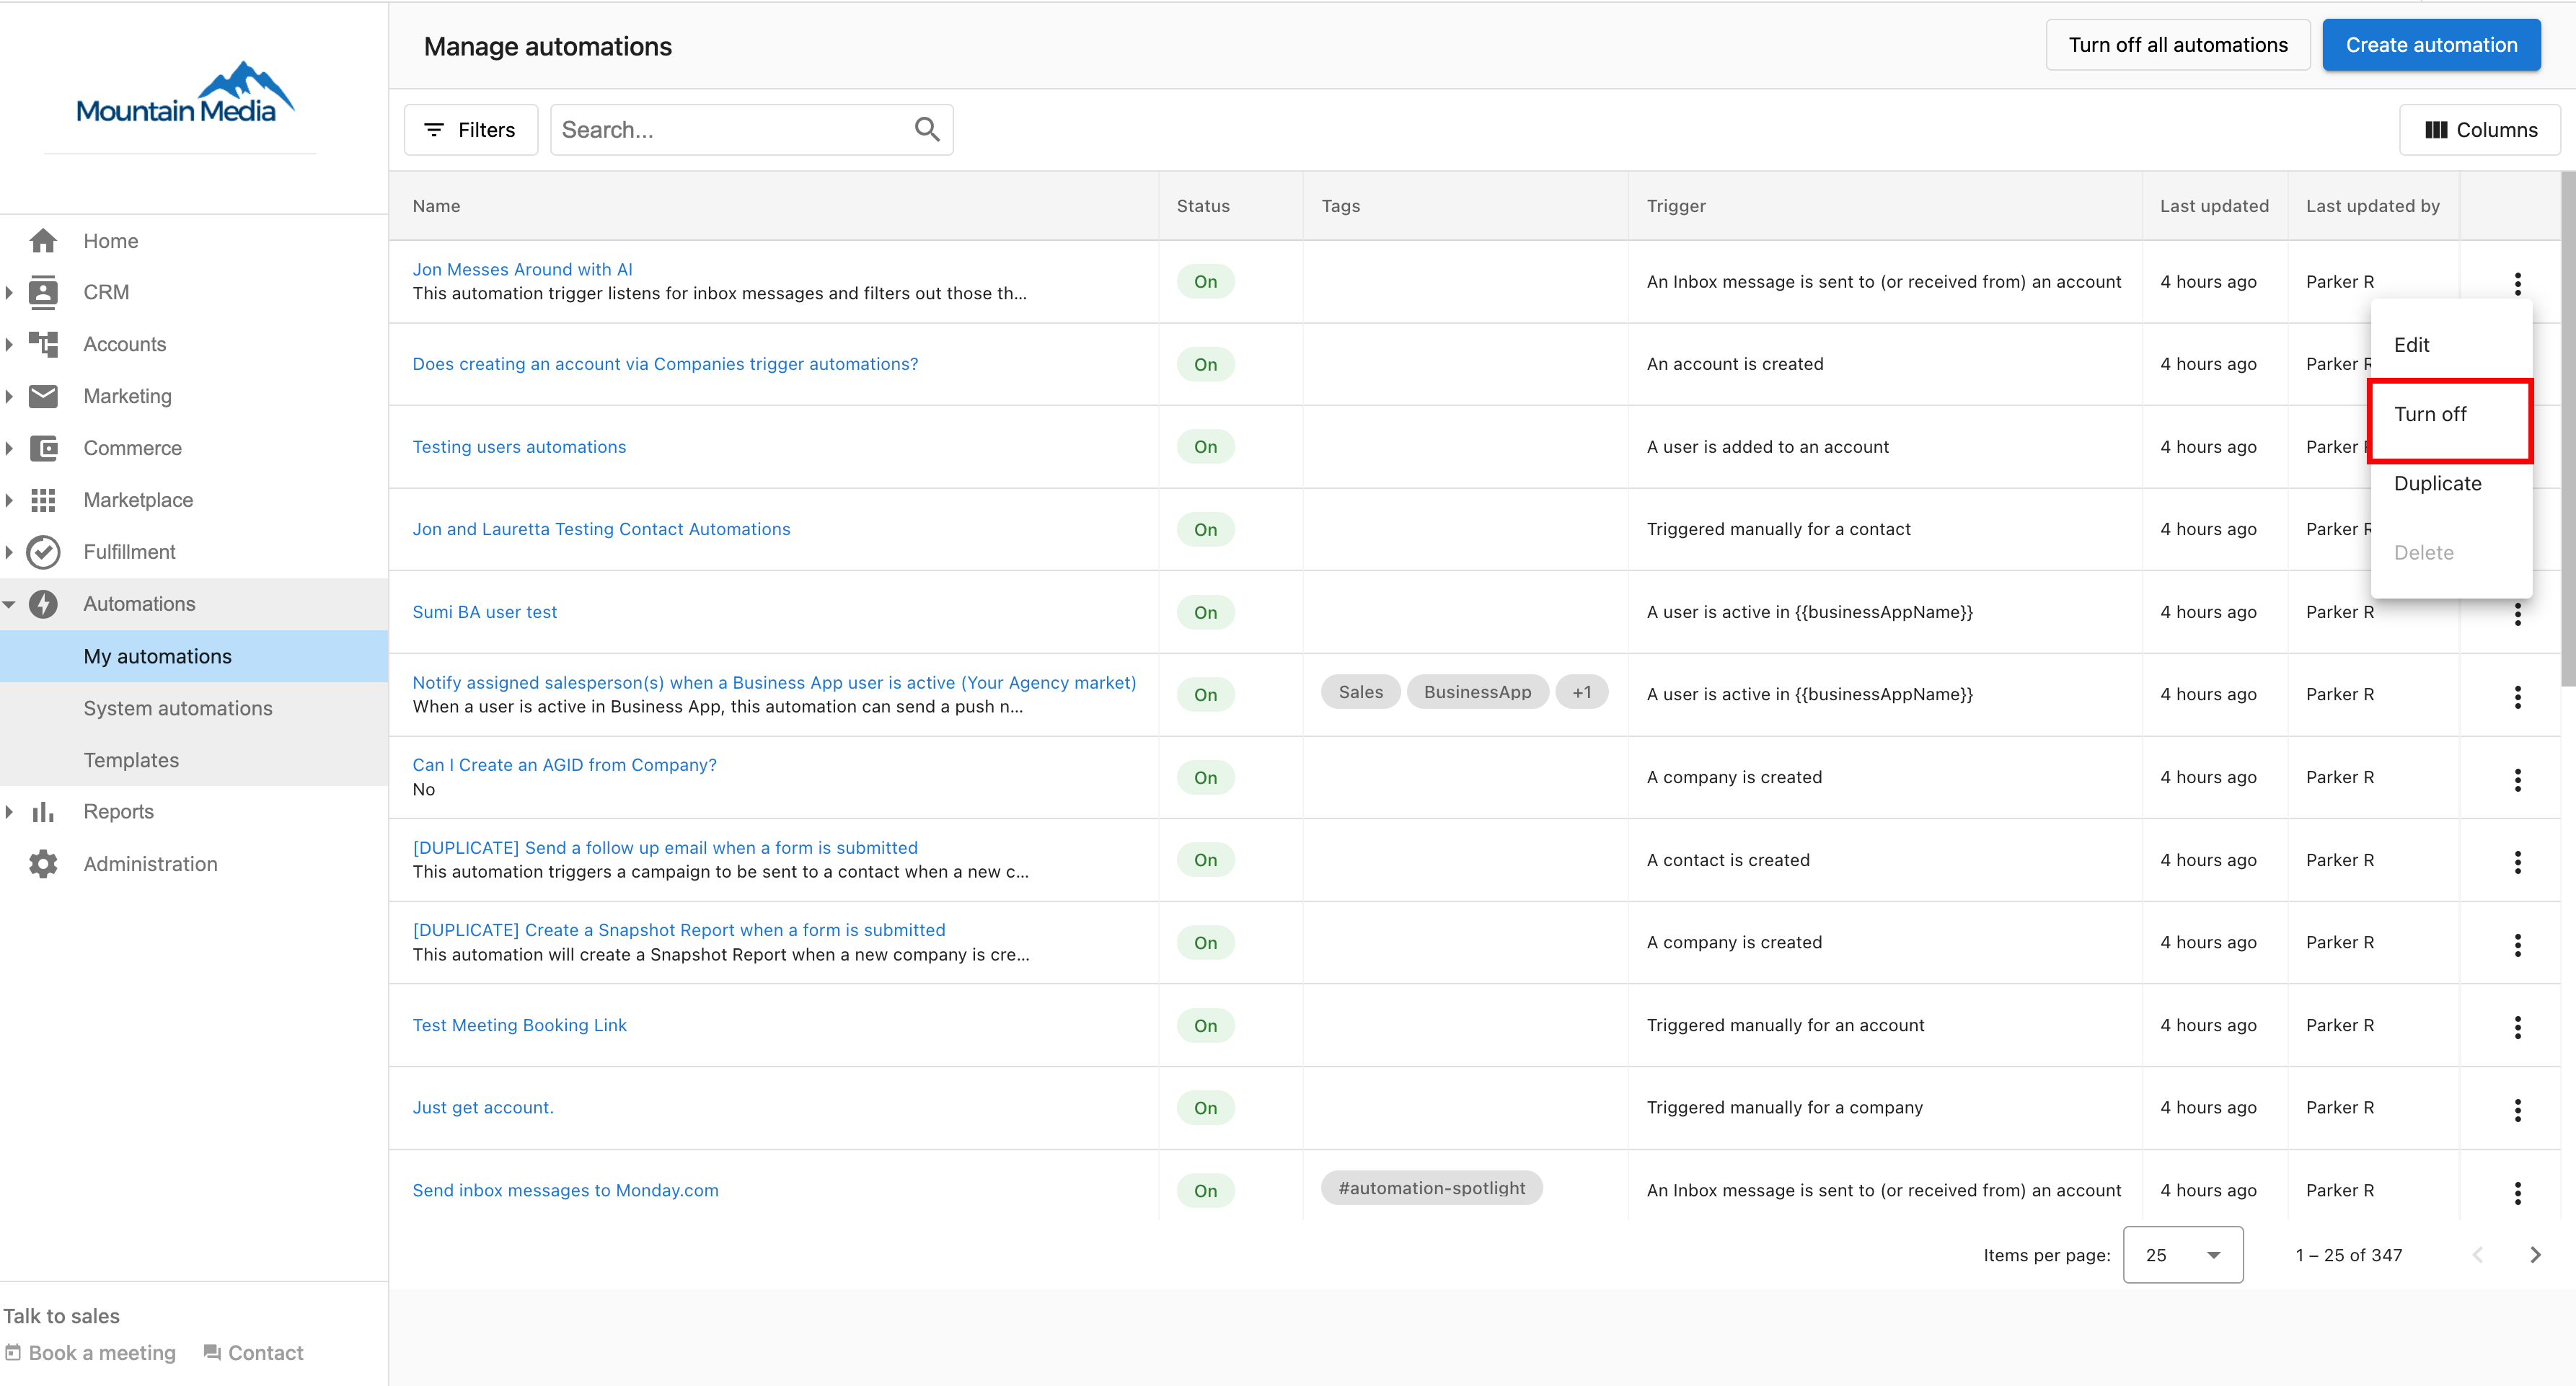 Mountain Media
Home
CRM
Accounts
Marketing
Commerce
Marketplace
Fulfillment
Automations
My automations
System automations
Templates
Reports
Administration
Talk to sales
Book a meeting Contact
Manage automations
Turn off all automations Create automation
Filters Search... Columns
Name Status Tags Trigger Last updated Last updated by
Jon Messes Around with AI
This automation trigger listens for inbox messages and filters out those th...
On An Inbox message is sent to (or received from) an account 4 hours ago Parker R
Does creating an account via Companies trigger automations? On An account is created 4 hours ago Parker R
Testing users automations On A user is added to an account 4 hours ago Parker
Jon and Lauretta Testing Contact Automations On Triggered manually for a contact 4 hours ago Parker R
Edit
Turn off
Duplicate
Delete
Sumi BA user test On A user is active in {{businessAppName}} 4 hours ago Parker R
Notify assigned salesperson(s) when a Business App user is active (Your Agency market)
When a user is active in Business App, this automation can send a push n...
On Sales BusinessApp +1 A user is active in {{businessAppName}} 4 hours ago Parker R
Can I Create an AGID from Company?
No
On A company is created 4 hours ago Parker R
[DUPLICATE] Send a follow up email when a form is submitted
This automation triggers a campaign to be sent to a contact when a new c...
On A contact is created 4 hours ago Parker R
[DUPLICATE] Create a Snapshot Report when a form is submitted
This automation will create a Snapshot Report when a new company is cre...
On A company is created 4 hours ago Parker R
Test Meeting Booking Link On Triggered manually for an account 4 hours ago Parker R
Just get account. On Triggered manually for a company 4 hours ago Parker R
Send inbox messages to Monday.com On #automation-spotlight An Inbox message is sent to (or received from) an account 4 hours ago Parker R
Items per page: 25 1 – 25 of 347